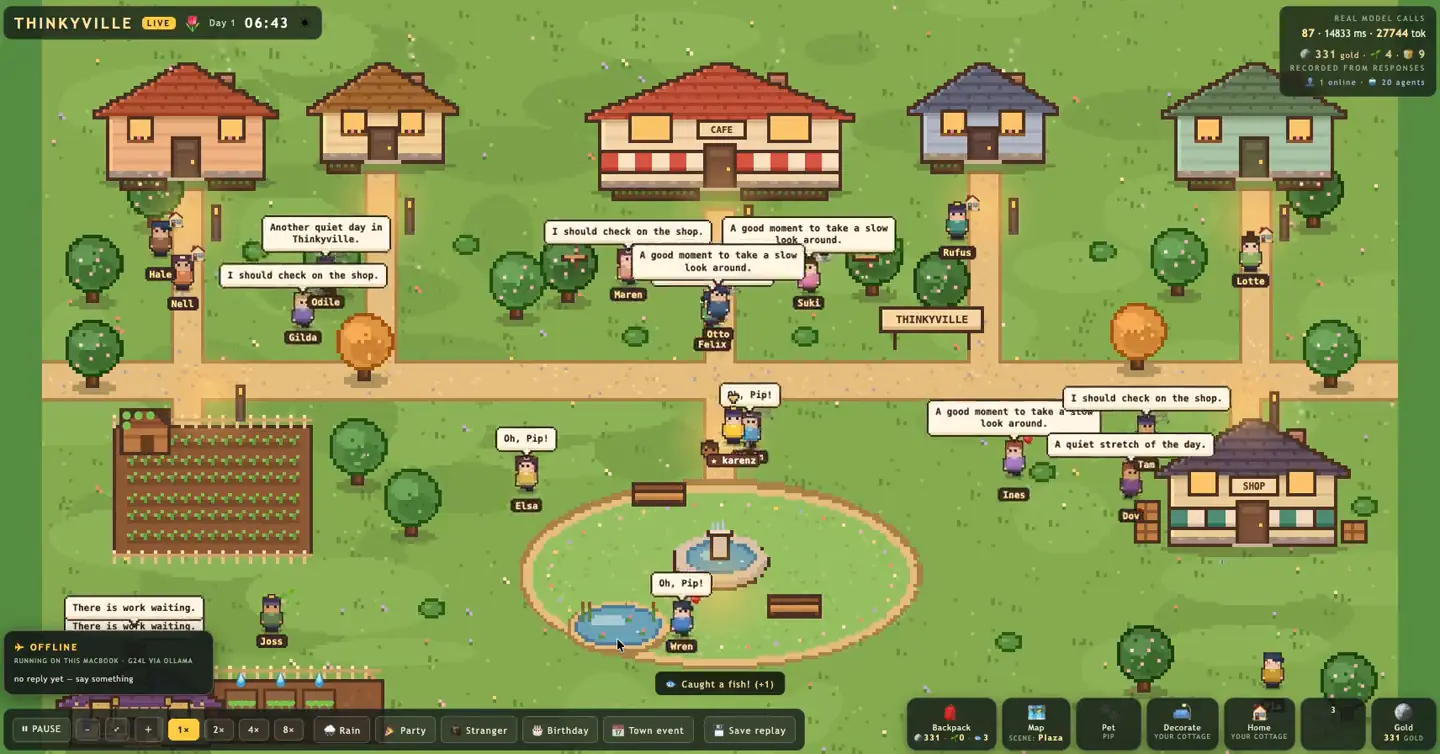 THINKYVILLE LIVE Day 1 06:43
REAL MODEL CALLS
87 · 14833 ms · 27744 tok
331 gold · 4 · 9
RECORDED FROM RESPONSES
1 online · 20 agents
CAFE
Another quiet day in
Thinkyville.
I should check on the shop.
I should check on the shop.
A good moment to take a slow
look around.
A good moment to take a slow
look around.
Hale
Nell
Odile
Gilda
Maren
Otto
Felix
Suki
Rufus
Lotte
THINKYVILLE
Oh, Pip!
karenz
Oh, Pip!
Elsa
A good moment to take a slow
look around.
I should check on the shop.
A quiet stretch of the day.
Ines
Tam
Dov
SHOP
Oh, Pip!
Wren
There is work waiting.
There is work waiting.
Joss
OFFLINE
RUNNING ON THIS MACBOOK · G24L VIA OLLAMA
no reply yet — say something
Caught a fish! (+1)
PAUSE
1×
2×
4×
8×
Rain
Party
Stranger
Birthday
Town event
Save replay
Backpack
331 · 0 · 3
Map
SCENE: Plaza
Pet
PIP
Decorate
YOUR COTTAGE
Home
YOUR COTTAGE
3
Gold
331 GOLD